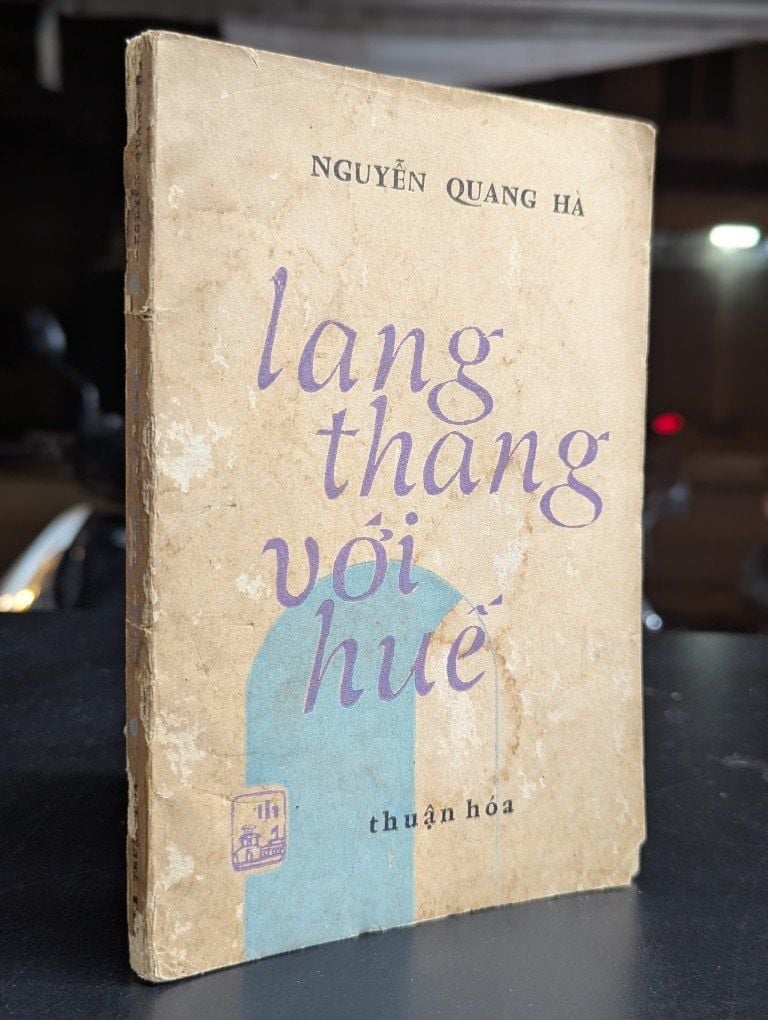 NGUYỄN QUANG HÀ
lang
thang
với
huế
thuận hóa